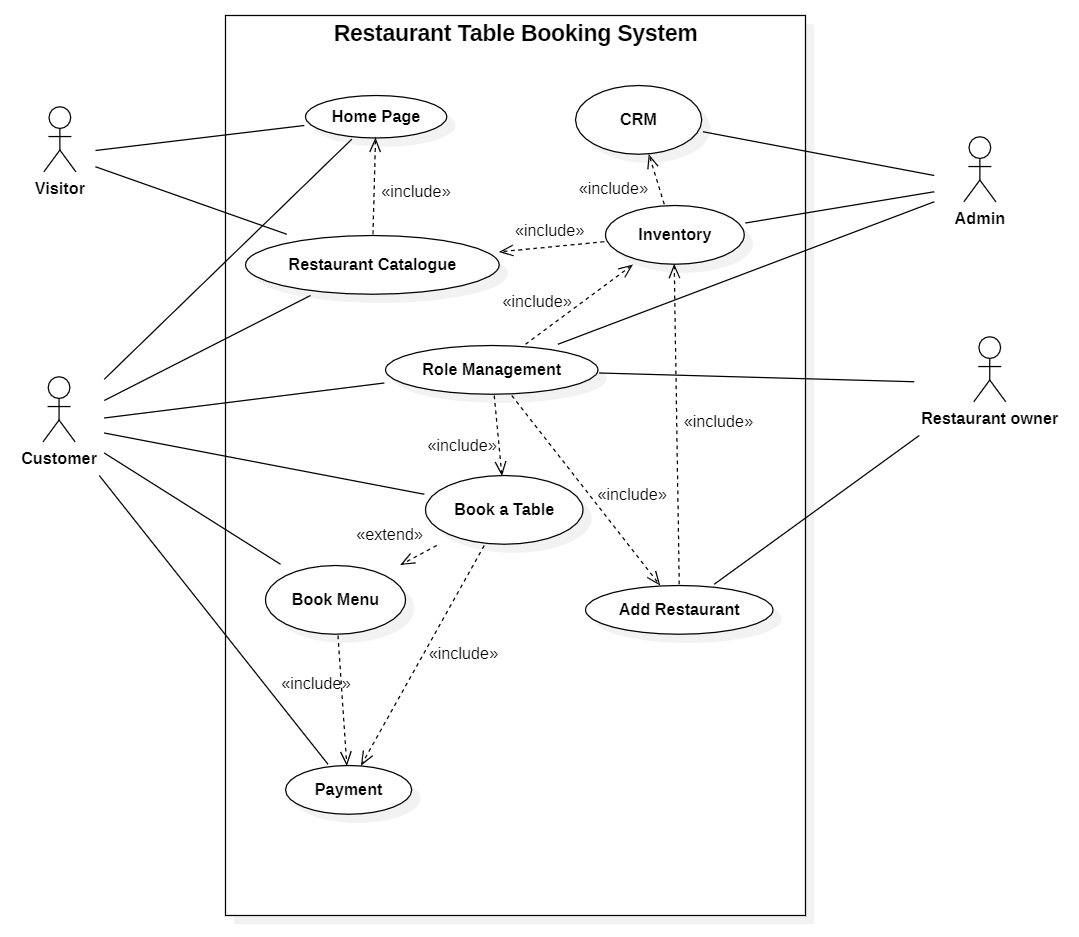 Restaurant Table Booking System
Home Page
CRM
Visitor
«include»
«include»
Admin
Inventory
«include»
Restaurant Catalogue
«include»
Role Management
Restaurant owner
«include»
«include»
Customer
«include»
Book a Table
«extend»
Book Menu
Add Restaurant
«include»
«include»
Payment